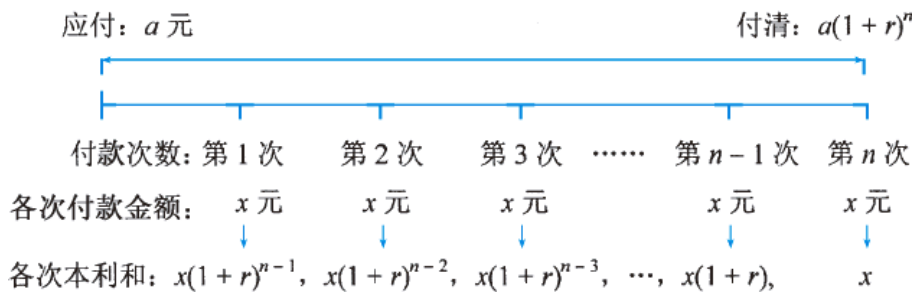 应付：a 元 付清：a(1 + r)ⁿ
付款次数：第 1 次 第 2 次 第 3 次 …… 第 n − 1 次 第 n 次
各次付款金额： x 元 x 元 x 元 x 元 x 元
各次本利和：x(1 + r)ⁿ⁻¹，x(1 + r)ⁿ⁻²，x(1 + r)ⁿ⁻³，…，x(1 + r)， x